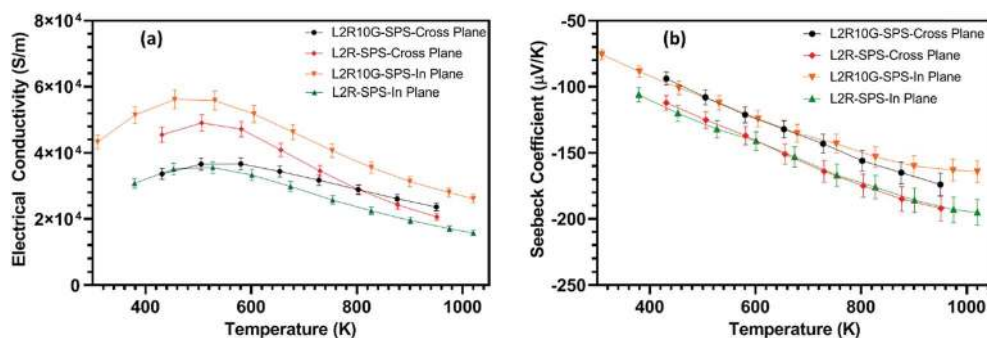 (a)
L2R10G-SPS-Cross Plane
L2R-SPS-Cross Plane
L2R10G-SPS-In Plane
L2R-SPS-In Plane
8×10⁴
6×10⁴
4×10⁴
2×10⁴
0
Electrical Conductivity (S/m)
400 600 800 1000
Temperature (K)
(b)
L2R10G-SPS-Cross Plane
L2R-SPS-Cross Plane
L2R10G-SPS-In Plane
L2R-SPS-In Plane
-50
-100
-150
-200
-250
Seebeck Coefficient (µV/K)
400 600 800 1000
Temperature (K)